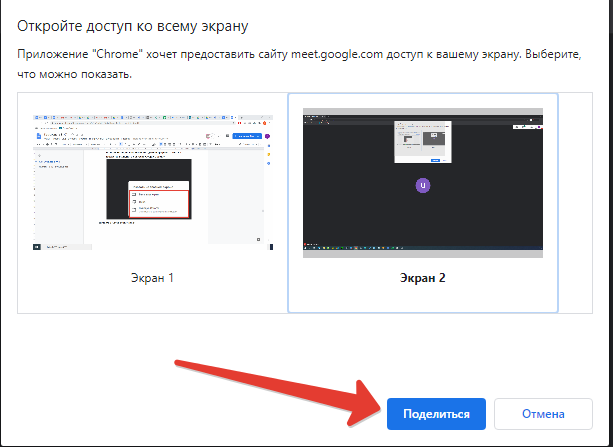 Откройте доступ ко всему экрану
Приложение "Chrome" хочет предоставить сайту meet.google.com доступ к вашему экрану. Выберите,
что можно показать.
u
Экран 1
Экран 2
Поделиться
Отмена